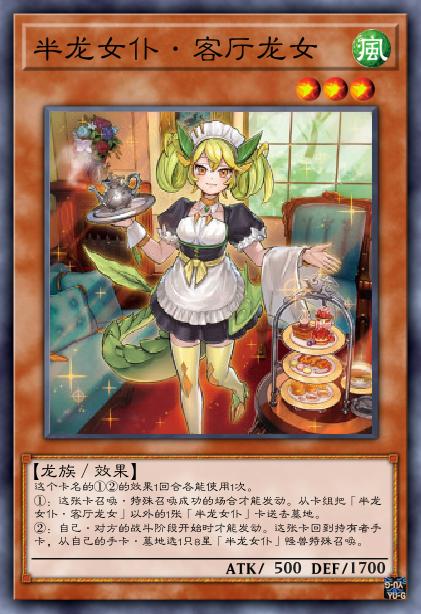 半龙女仆·客厅龙女
風
【龙族/效果】
这个卡名的①②的效果1回合各能使用1次。
①：这张卡召唤·特殊召唤成功的场合才能发动。从卡组把「半龙
女仆·客厅龙女」以外的1张「半龙女仆」卡送去墓地。
②：自己·对方的战斗阶段开始时才能发动。这张卡回到持有者手
卡，从自己的手卡·墓地选1只8星「半龙女仆」怪兽特殊召唤。
ATK/ 500 DEF/1700